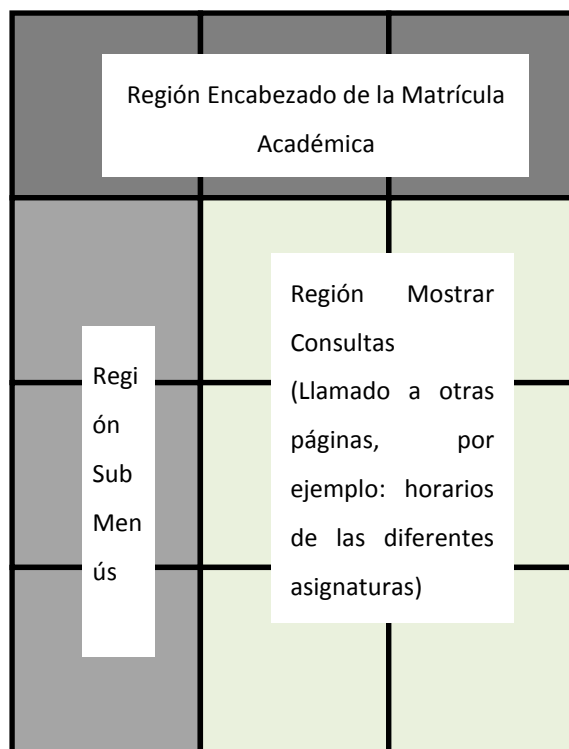 Región Encabezado de la Matrícula
Académica
Región Mostrar
Consultas
(Llamado a otras
páginas, por
ejemplo: horarios
de las diferentes
asignaturas)
Regi
ón
Sub
Men
ús